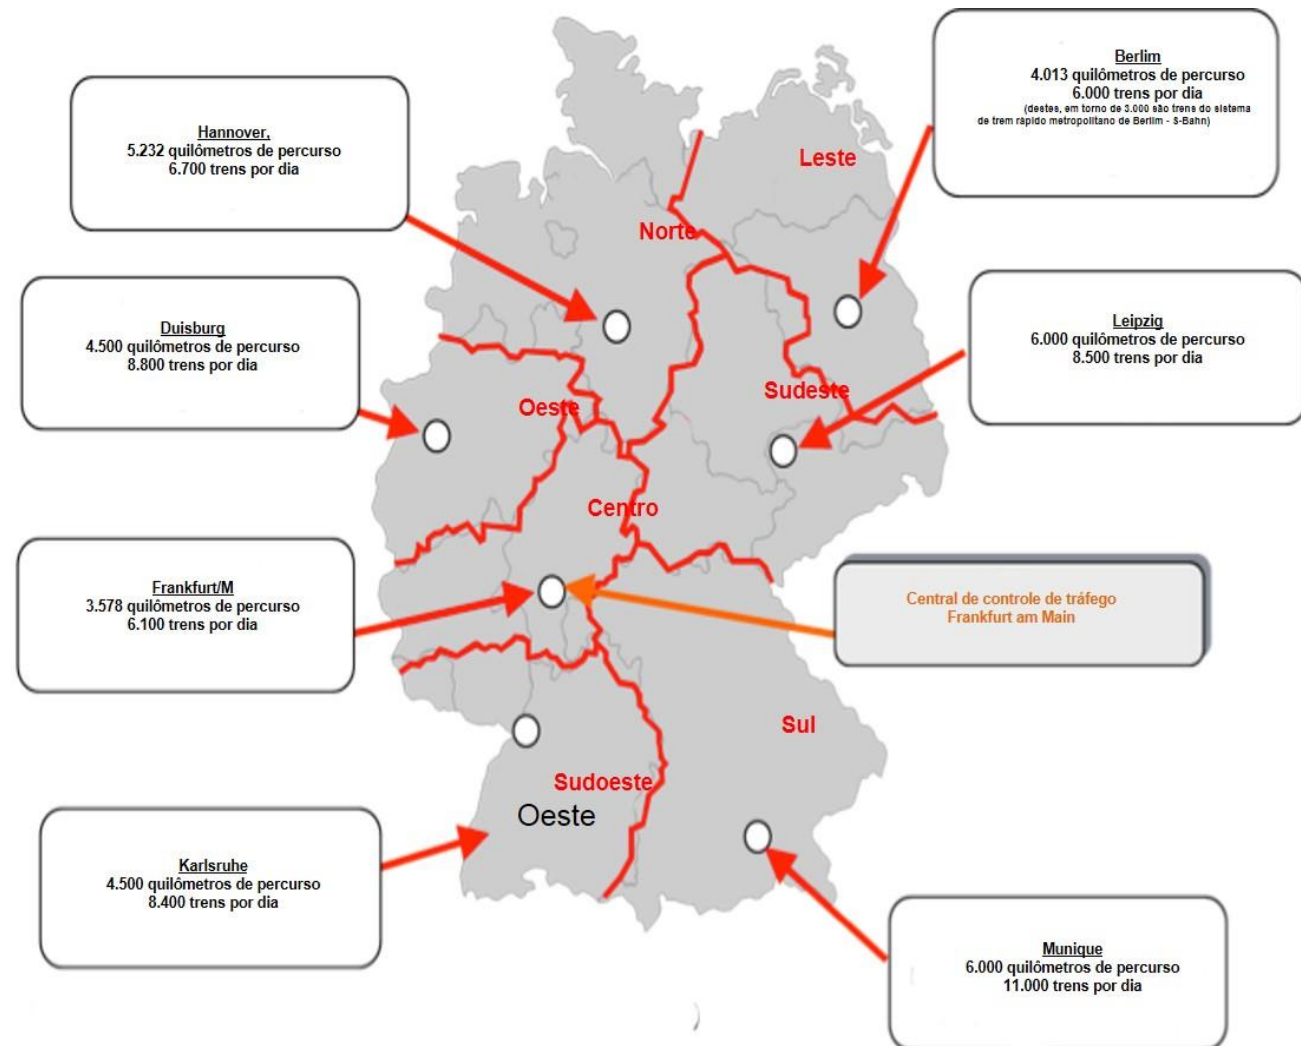 Berlim
4.013 quilômetros de percurso
6.000 trens por dia
(destes, em torno de 3.000 são trens do sistema
de trem rápido metropolitano de Berlim - S-Bahn)
Hannover,
5.232 quilômetros de percurso
6.700 trens por dia
Leste
Norte
Duisburg
4.500 quilômetros de percurso
8.800 trens por dia
Leipzig
6.000 quilômetros de percurso
8.500 trens por dia
Sudeste
Oeste
Centro
Frankfurt/M
3.578 quilômetros de percurso
6.100 trens por dia
Central de controle de tráfego
Frankfurt am Main
Sul
Sudoeste
Oeste
Karlsruhe
4.500 quilômetros de percurso
8.400 trens por dia
Munique
6.000 quilômetros de percurso
11.000 trens por dia